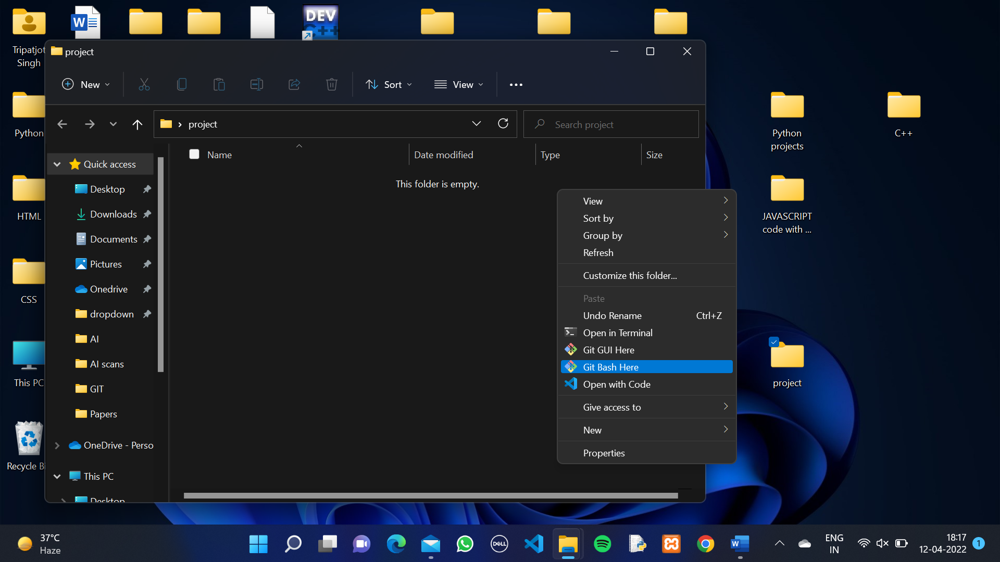 DEV
C++
Tripatjot
Singh
Python
HTML
CSS
This PC
Recycle Bi
project
New
Sort
View
project
Search project
Name
Date modified
Type
Size
This folder is empty.
Quick access
Desktop
Downloads
Documents
Pictures
Onedrive
dropdown
AI
AI scans
GIT
Papers
OneDrive - Perso
This PC
Desktop
View
Sort by
Group by
Refresh
Customize this folder...
Paste
Undo Rename Ctrl+Z
Open in Terminal
Git GUI Here
Git Bash Here
Open with Code
Give access to
New
Properties
Python
projects
C++
JAVASCRIPT
code with ...
project
37°C
Haze
DELL
W
W
ENG
IN
18:17
12-04-2022
1